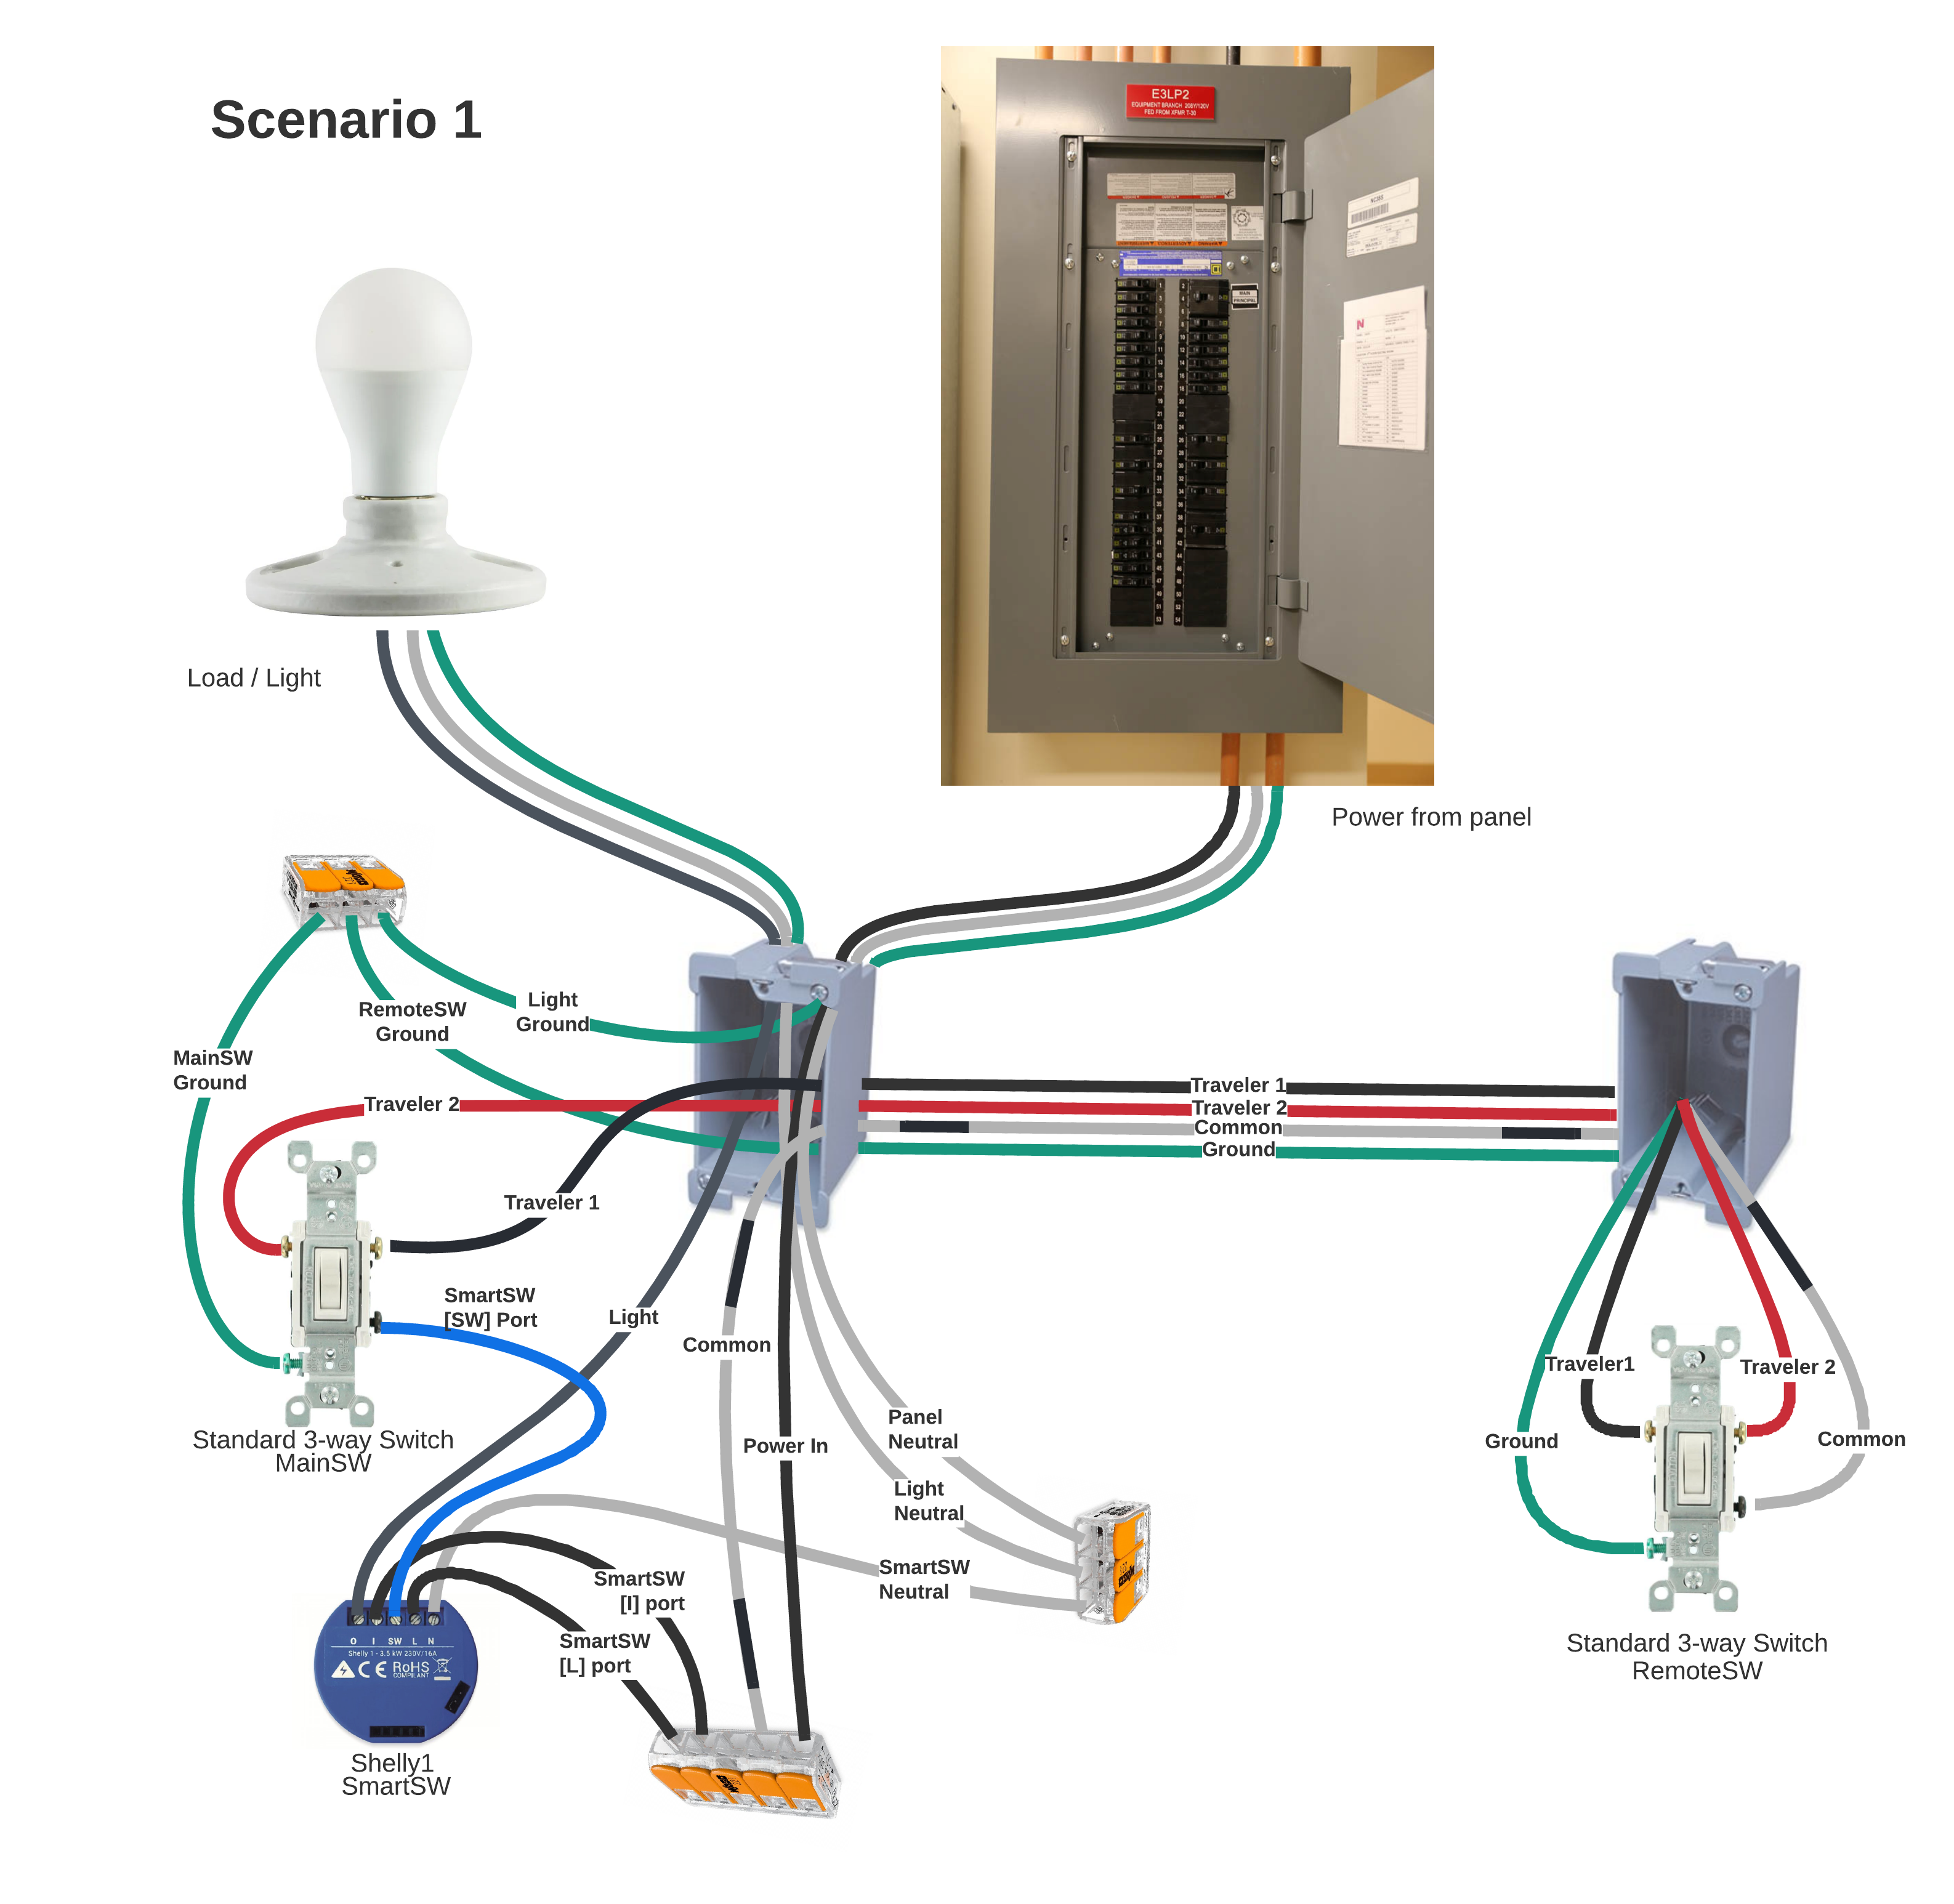 Scenario 1
E3LP2
EQUIPMENT BRANCH 208Y/120V
FED FROM XFMR T-30
MAIN
PRINCIPAL
N
Load / Light
Power from panel
Light
Ground
RemoteSW
Ground
MainSW
Ground
Traveler 2
Traveler 1
Traveler 1
Traveler 2
Common
Ground
SmartSW
[SW] Port
Light
Common
Power In
Panel
Neutral
Light
Neutral
SmartSW
Neutral
Standard 3-way Switch
MainSW
SmartSW
[I] port
SmartSW
[L] port
O I SW L N
Shelly 1 - 3.5 kW 230V/16A
CE RoHS
COMPLIANT
Shelly1
SmartSW
Traveler1
Traveler 2
Ground
Common
Standard 3-way Switch
RemoteSW